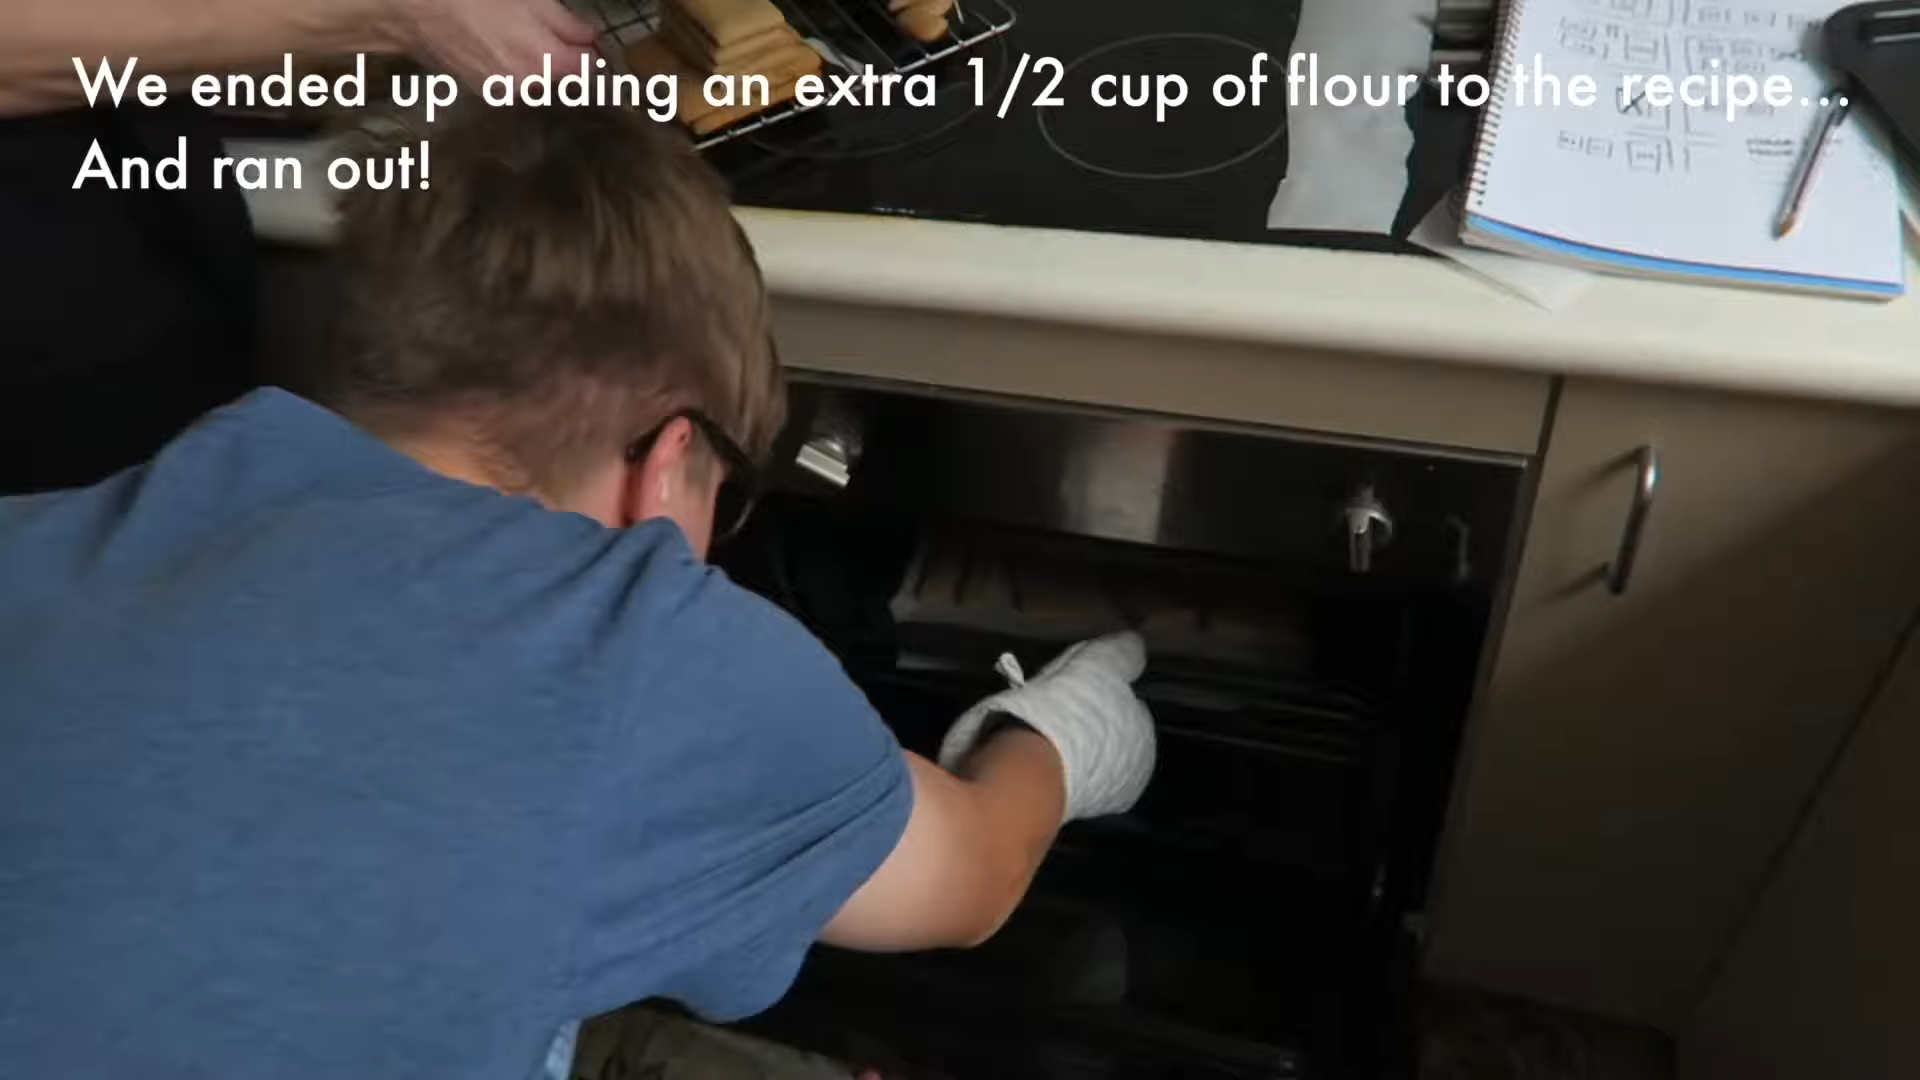 We ended up adding an extra 1/2 cup of flour to the recipe...
And ran out!